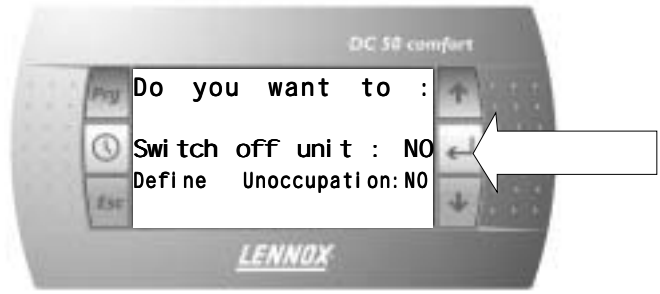 DC 50 comfort
Prg
Do you want to :
Switch off unit : NO
Define Unoccupation:NO
Esc
LENNOX